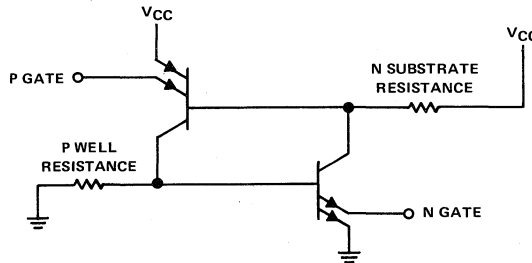 VCC
VCC
P GATE
N SUBSTRATE
RESISTANCE
P WELL
RESISTANCE
N GATE